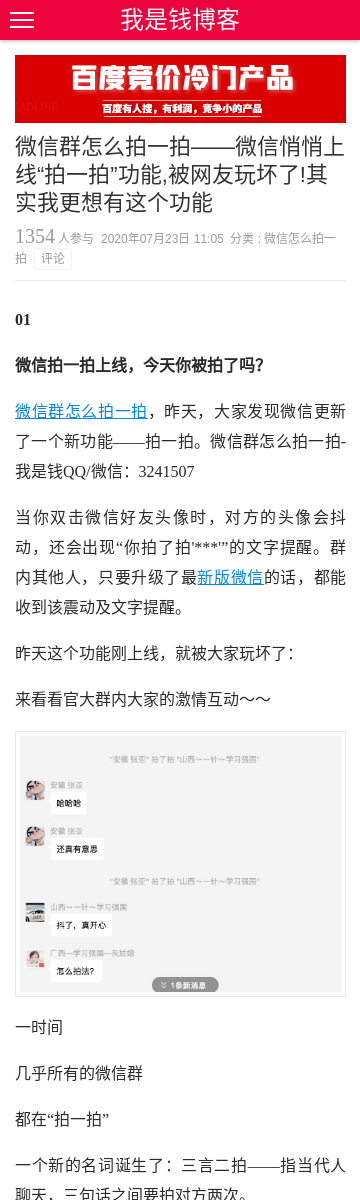 我是钱博客
百度竞价冷门产品
百度有人搜，有利润，竞争小的产品
微信群怎么拍一拍——微信悄悄
上线“拍一拍”功能,被网友玩坏了!其
实我更想有这个功能
1354 人参与 2020年07月23日 11:05 分类 : 微信怎么拍一
拍 评论
01
微信拍一拍上线，今天你被拍了吗？
微信群怎么拍一拍，昨天，大家发现微信更新
了一个新功能——拍一拍。微信群怎么拍一拍-
我是钱QQ/微信：3241507
当你双击微信好友头像时，对方的头像会抖
动，还会出现“你拍了拍'***'”的文字提醒。群
内其他人，只要升级了最新版微信的话，都能
收到该震动及文字提醒。
昨天这个功能刚上线，就被大家玩坏了：
来看看官大群内大家的激情互动～～
"安徽 张亚" 拍了拍 "山西～一针～学习强国"
安徽 张亚
哈哈哈
安徽 张亚
还真有意思
"安徽 张亚" 拍了拍 "山西～一针～学习强国"
山西～一针～学习强国
抖了，真开心
广西—学习强国—灰姑娘
怎么拍法?
1条新消息
一时间
几乎所有的微信群
都在“拍一拍”
一个新的名词诞生了：三言二拍——指当代人
聊天，三句话之间要拍对方两次。